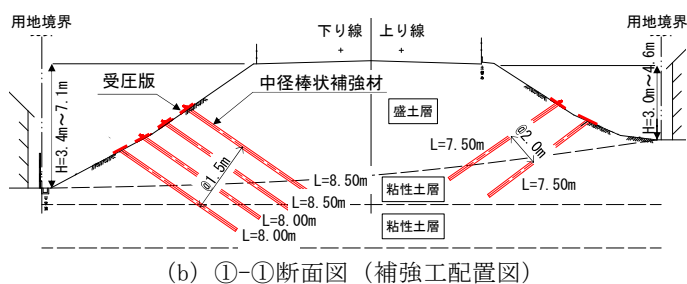 用地境界
下り線
上り線
用地境界
受圧版
中径棒状補強材
H=3.4m~7.1m
H=3.0m~4.6m
盛土層
@1.5m
@2.0m
L=7.50m
L=7.50m
L=8.50m
L=8.50m
L=8.00m
L=8.00m
粘性土層
粘性土層
(b) ①-①断面図（補強工配置図）